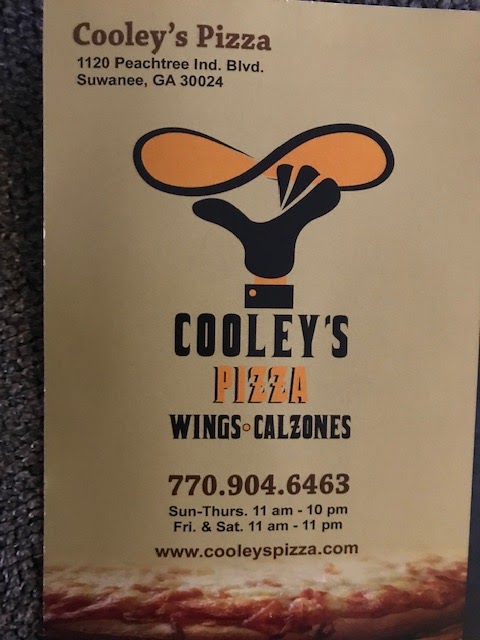 Cooley's Pizza
1120 Peachtree Ind. Blvd.
Suwanee, GA 30024
COOLEY'S
PIZZA
WINGS • CALZONES
770.904.6463
Sun-Thurs. 11 am - 10 pm
Fri. & Sat. 11 am - 11 pm
www.cooleyspizza.com